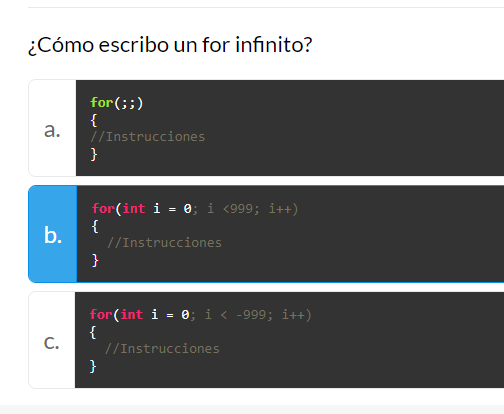 ¿Cómo escribo un for infinito?
a.
for(;;)
{
//Instrucciones
}
b.
for(int i = 0; i <999; i++)
{
//Instrucciones
}
c.
for(int i = 0; i < -999; i++)
{
//Instrucciones
}